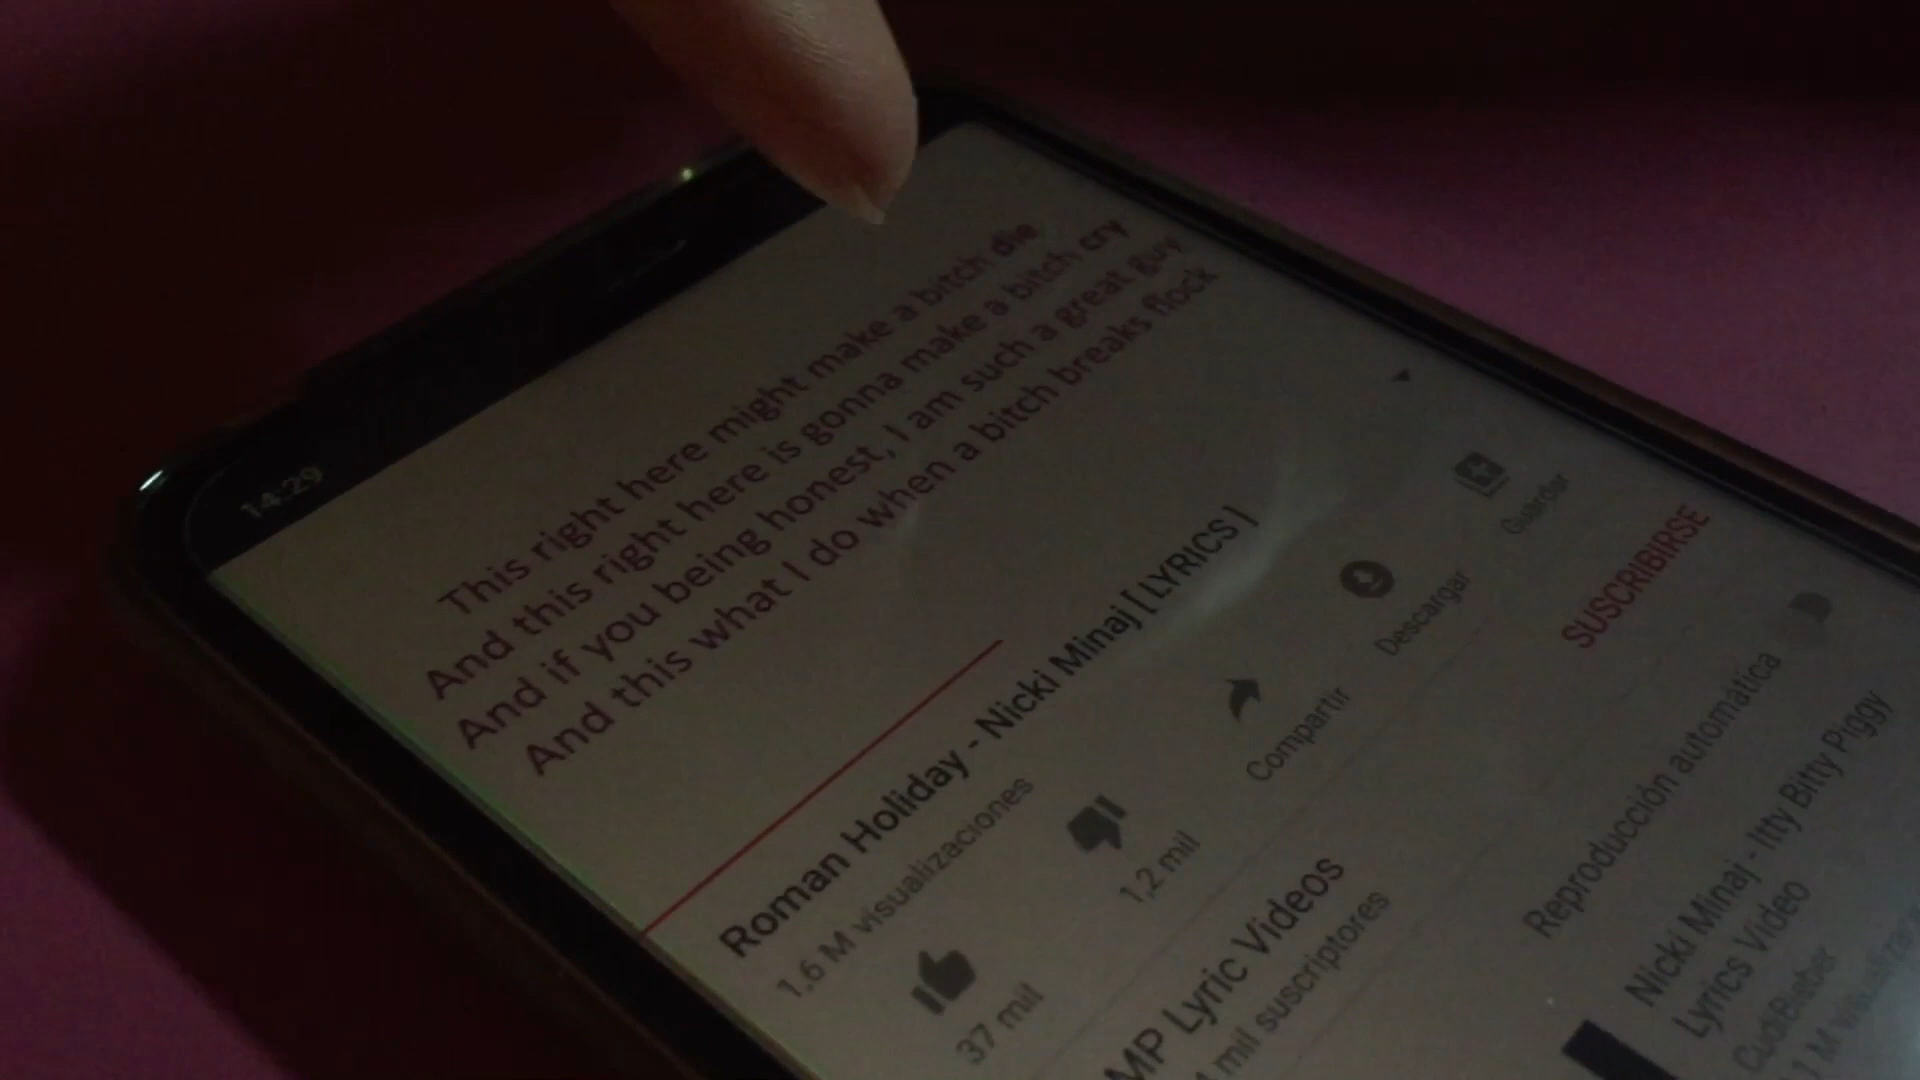 14:29
This right here might make a bitch die
And this right here is gonna make a bitch cry
And if you being honest, I am such a great guy
And this what I do when a bitch breaks flock
Roman Holiday - Nicki Minaj [ LYRICS ]
1,6 M visualizaciones
37 mil
1,2 mil
Compartir
Descargar
Guardar
MP Lyric Videos
mil suscriptores
SUSCRIBIRSE
Reproducción automática
Nicki Minaj - Itty Bitty Piggy
Lyrics Video
CudiBieber